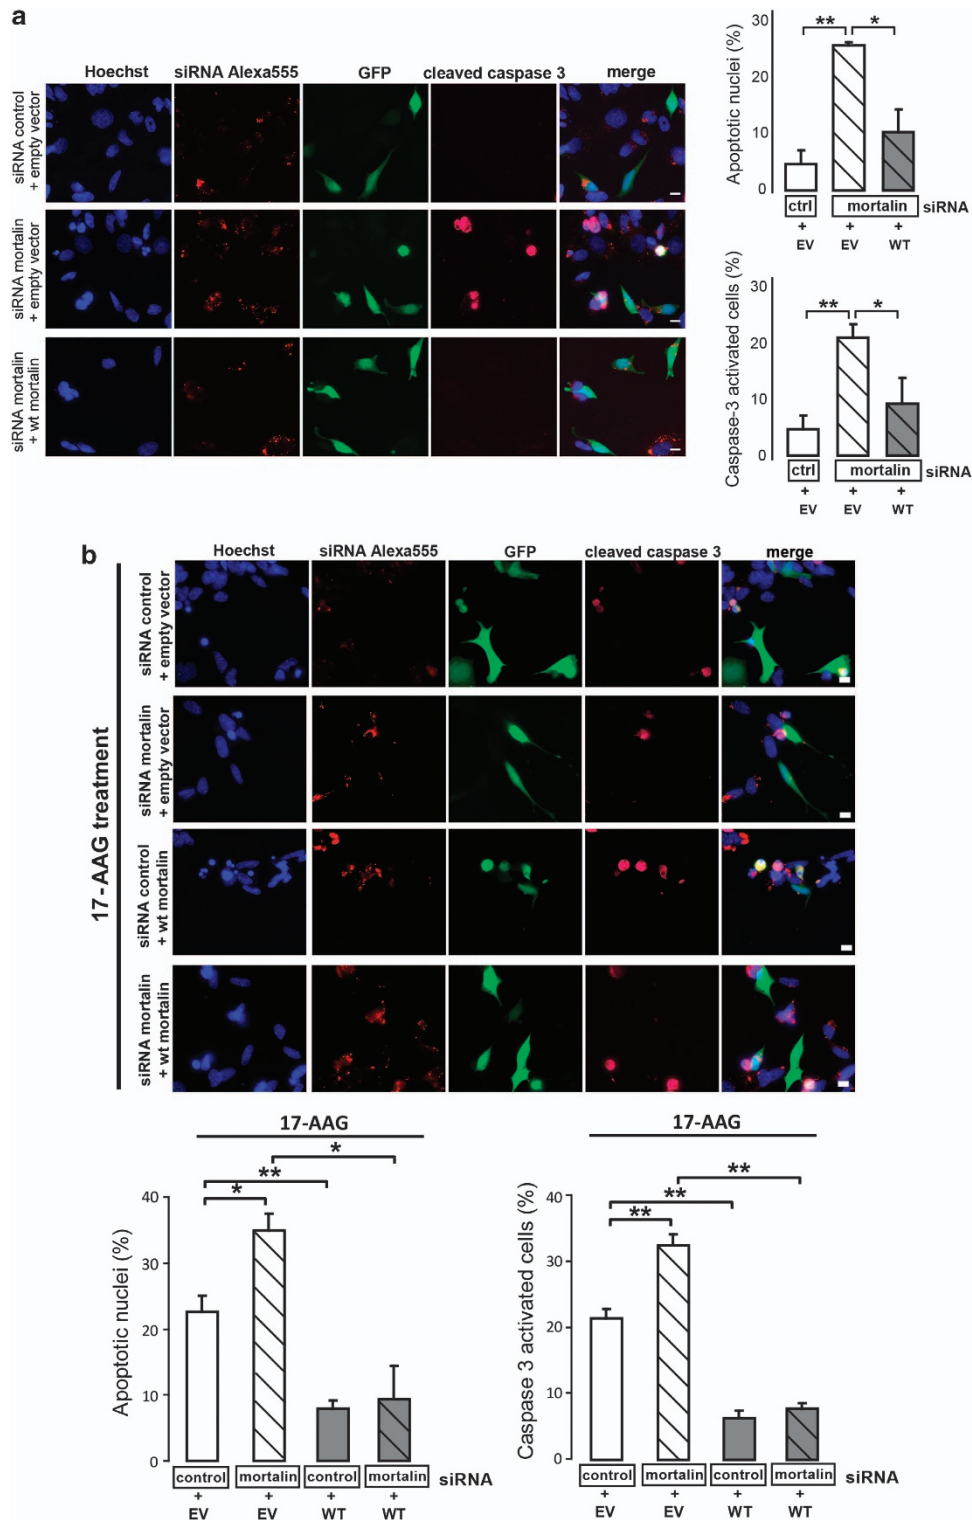 a
Hoechst siRNA Alexa555 GFP cleaved caspase 3 merge
siRNA control
+ empty vector
siRNA mortalin
+ empty vector
siRNA mortalin
+ wt mortalin
Apoptotic nuclei (%)
30
20
10
0
** *
ctrl mortalin siRNA
+ + +
EV EV WT
Caspase-3 activated cells (%)
30
20
10
0
** *
ctrl mortalin siRNA
+ + +
EV EV WT
b
Hoechst siRNA Alexa555 GFP cleaved caspase 3 merge
17-AAG treatment
siRNA control
+ empty vector
siRNA mortalin
+ empty vector
siRNA control
+ wt mortalin
siRNA mortalin
+ wt mortalin
17-AAG
*
**
*
Apoptotic nuclei (%)
40
30
20
10
0
control mortalin control mortalin siRNA
+ + + +
EV EV WT WT
17-AAG
**
**
**
Caspase 3 activated cells (%)
40
30
20
10
0
control mortalin control mortalin siRNA
+ + + +
EV EV WT WT